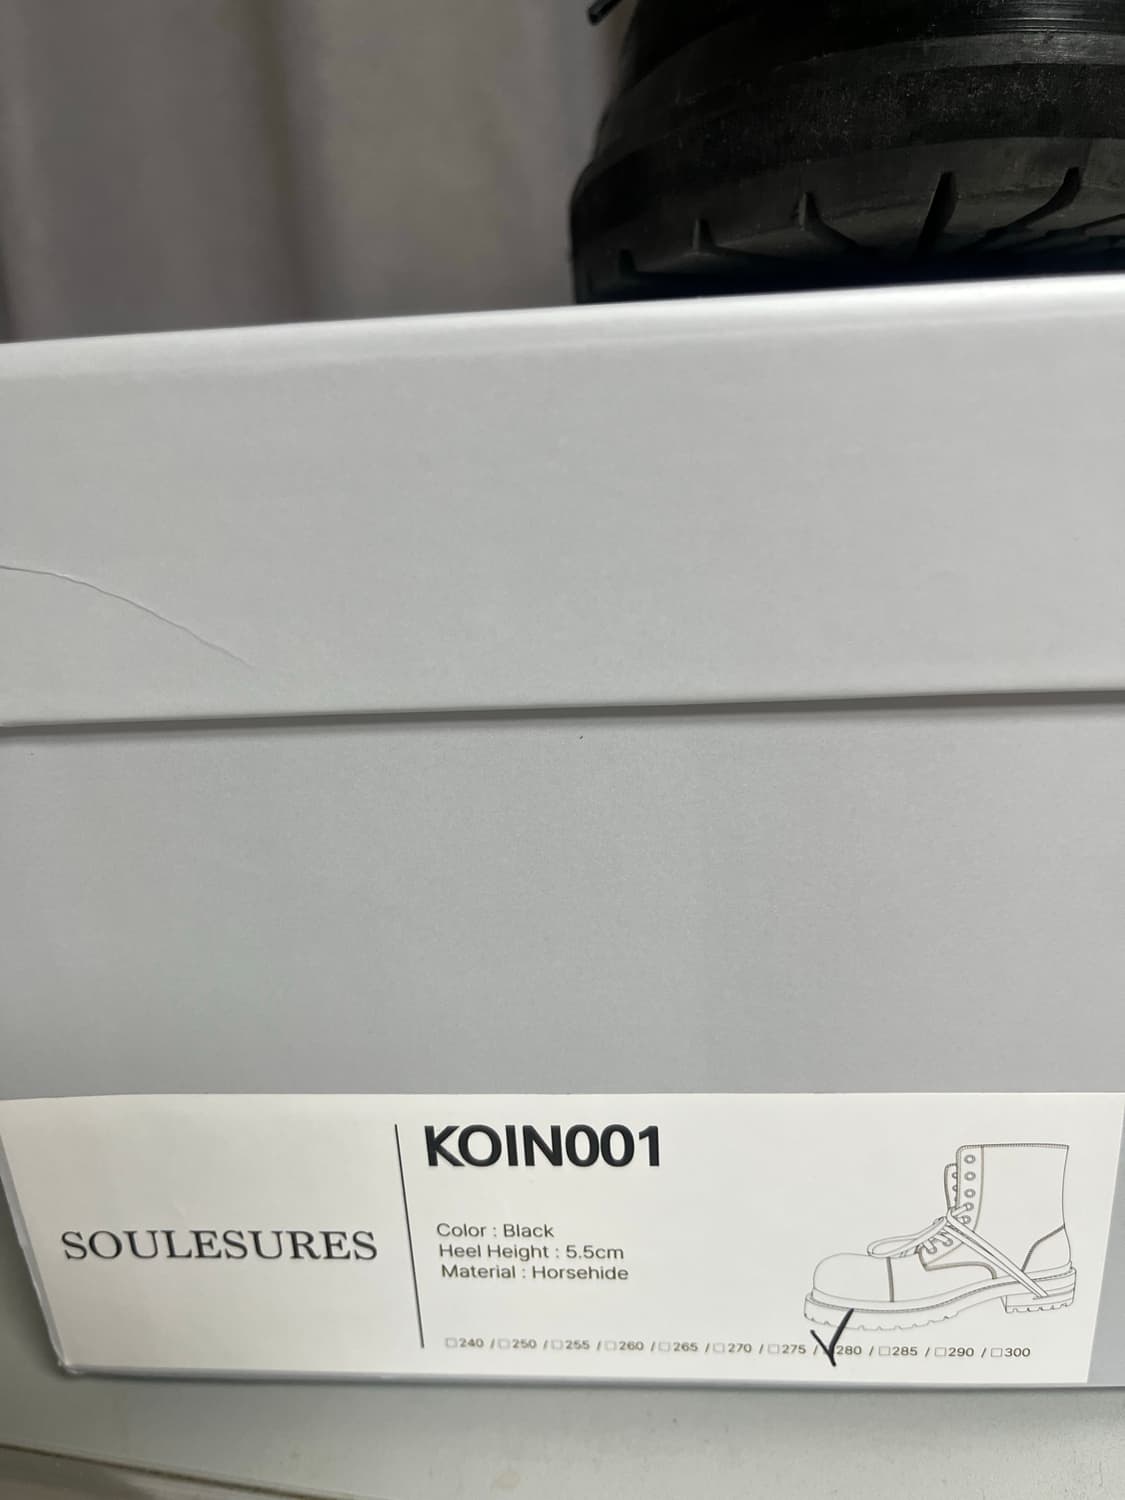 KOIN001
SOULESURES
Color : Black
Heel Height : 5.5cm
Material : Horsehide
□240 / □250 / □255 / □260 / □265 / □270 / □275 / ✓280 / □285 / □290 / □300